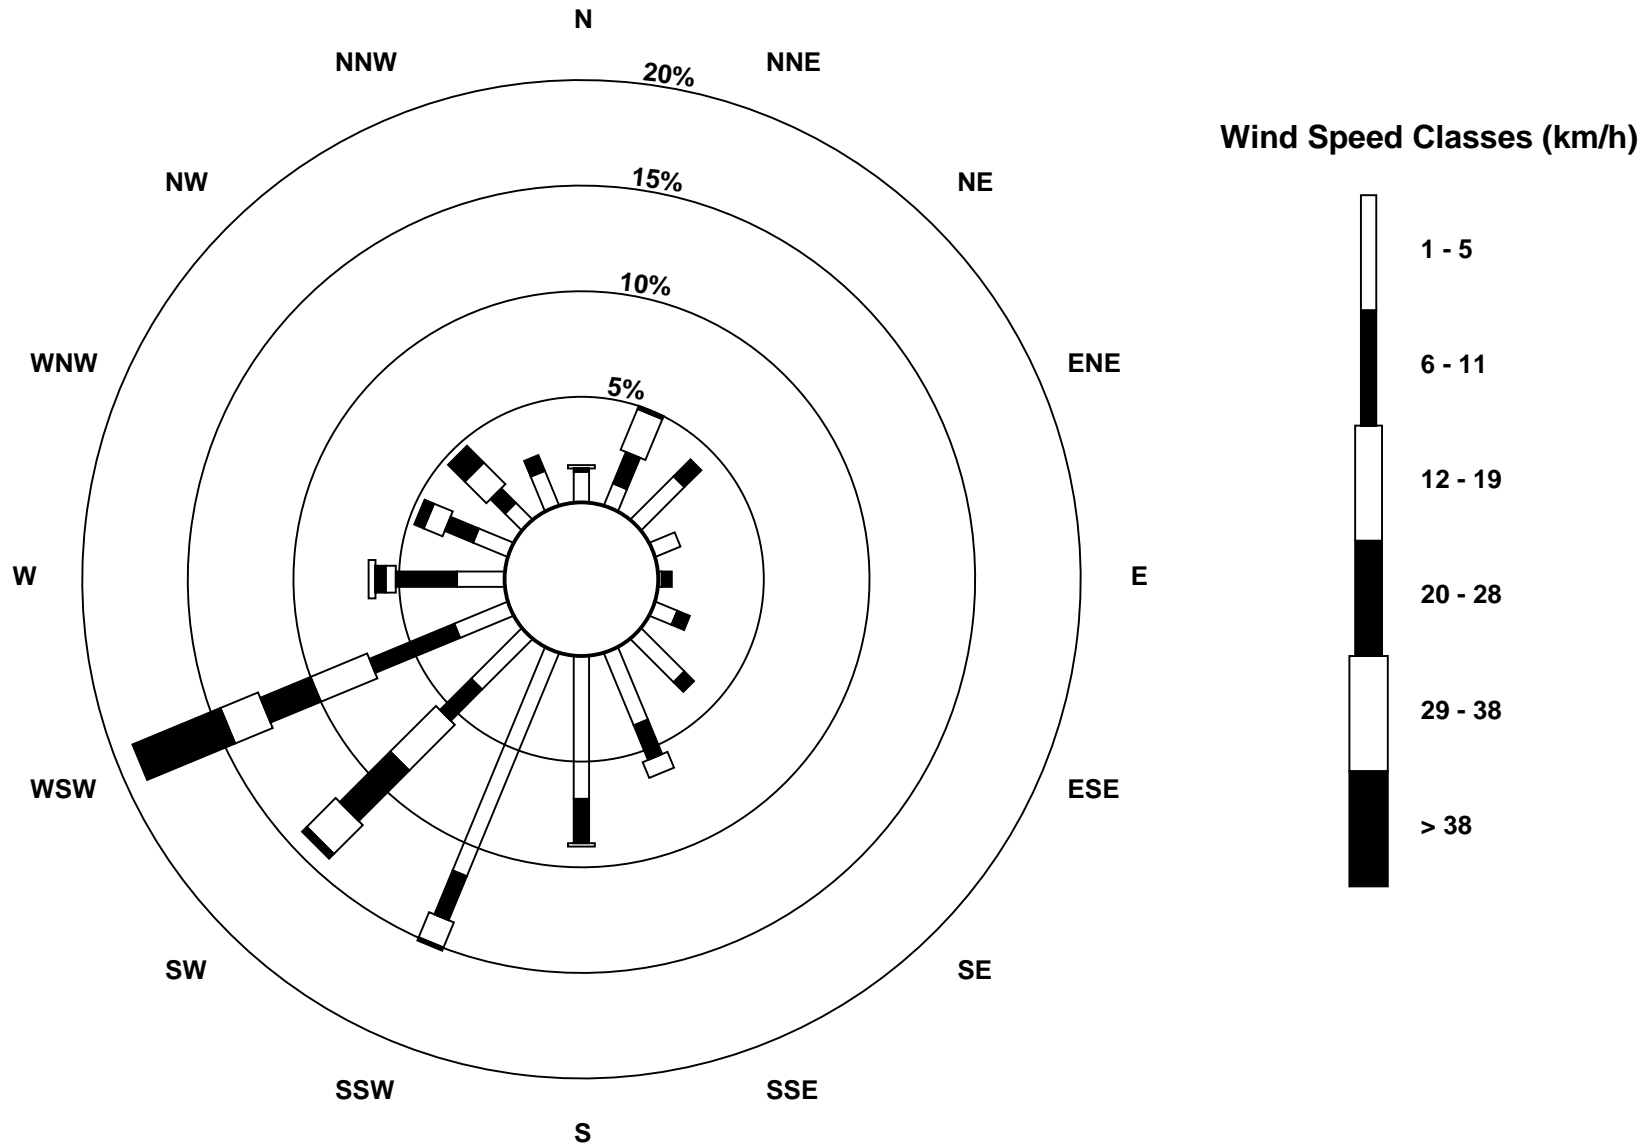 N
NNW
NNE
20%
Wind Speed Classes (km/h)
15%
NW
NE
1 - 5
10%
WNW
ENE
6 - 11
5%
12 - 19
W
E
20 - 28
29 - 38
WSW
ESE
> 38
SW
SE
SSW
SSE
S